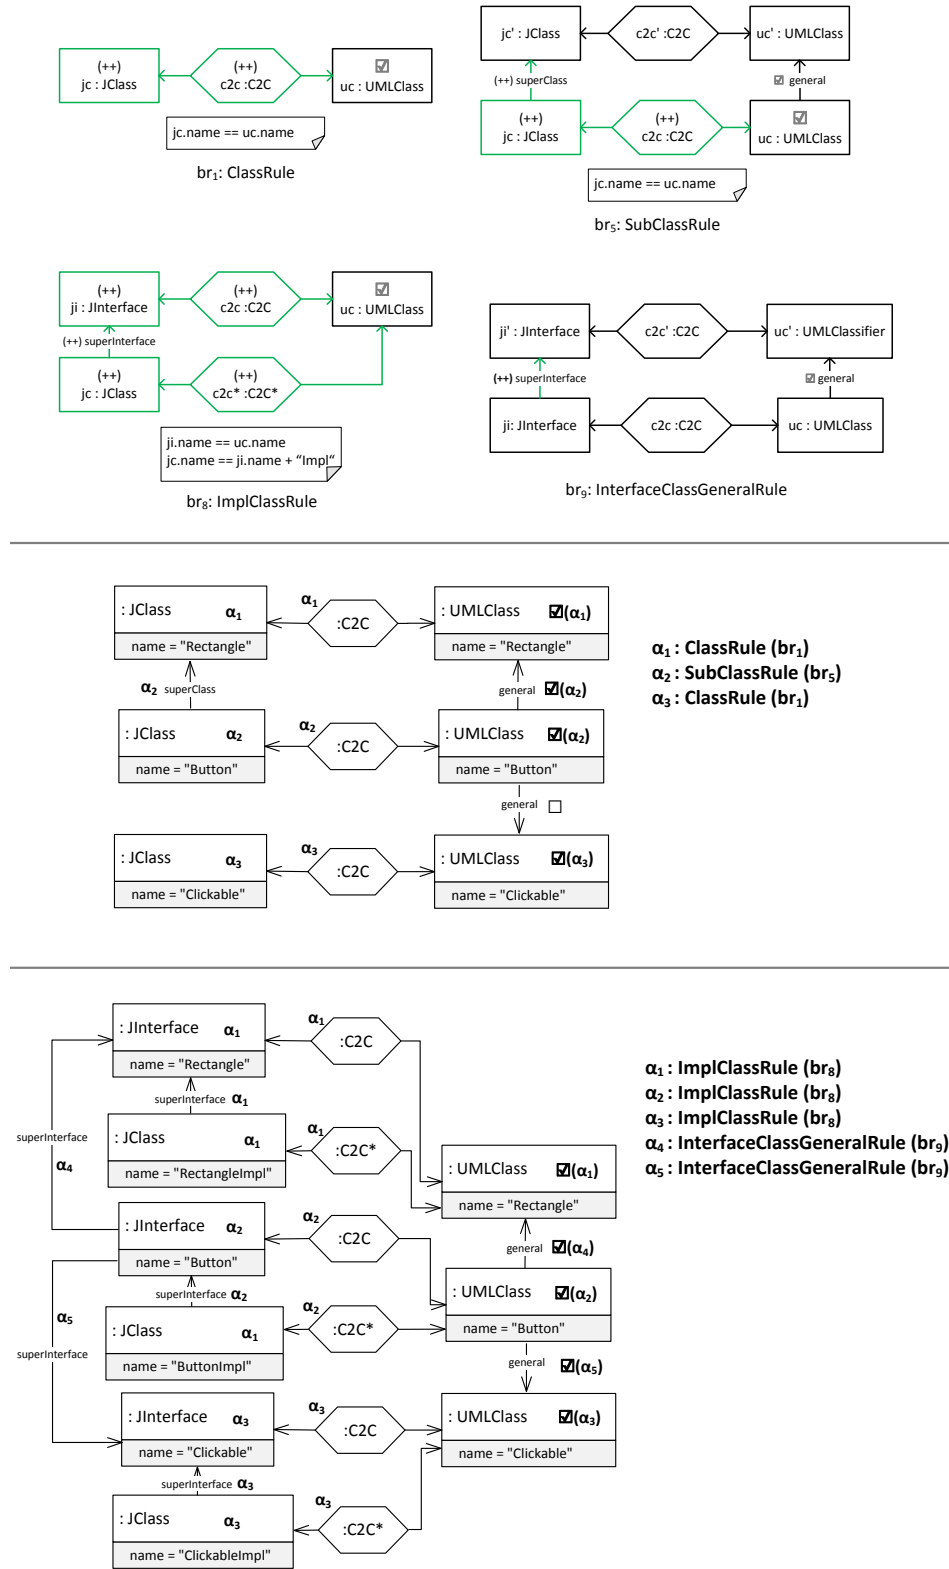 (++)
jc : JClass
(++)
c2c :C2C
☑
uc : UMLClass
jc.name == uc.name
br₁: ClassRule
jc' : JClass
c2c' :C2C
uc' : UMLClass
(++) superClass
☑ general
(++)
jc : JClass
(++)
c2c :C2C
☑
uc : UMLClass
jc.name == uc.name
br₅: SubClassRule
(++)
ji : JInterface
(++)
c2c :C2C
☑
uc : UMLClass
(++) superInterface
(++)
jc : JClass
(++)
c2c* :C2C*
ji.name == uc.name
jc.name == ji.name + “Impl“
br₈: ImplClassRule
ji' : JInterface
c2c' :C2C
uc' : UMLClassifier
(++) superInterface
☑ general
ji: JInterface
c2c :C2C
uc : UMLClass
br₉: InterfaceClassGeneralRule
: JClass α₁
name = "Rectangle"
α₁
:C2C
: UMLClass ☑(α₁)
name = "Rectangle"
α₂ superClass
general ☑(α₂)
: JClass α₂
name = "Button"
α₂
:C2C
: UMLClass ☑(α₂)
name = "Button"
general ☐
: JClass α₃
name = "Clickable"
α₃
:C2C
: UMLClass ☑(α₃)
name = "Clickable"
α₁ : ClassRule (br₁)
α₂ : SubClassRule (br₅)
α₃ : ClassRule (br₁)
: JInterface α₁
name = "Rectangle"
α₁
:C2C
superInterface α₁
superInterface
α₄
: JClass α₁
name = "RectangleImpl"
α₁
:C2C*
: UMLClass ☑(α₁)
name = "Rectangle"
: JInterface α₂
name = "Button"
α₂
:C2C
general ☑(α₄)
superInterface α₂
: UMLClass ☑(α₂)
name = "Button"
α₅
superInterface
: JClass α₁
name = "ButtonImpl"
α₂
:C2C*
general ☑(α₅)
: JInterface α₃
name = "Clickable"
α₃
:C2C
: UMLClass ☑(α₃)
name = "Clickable"
superInterface α₃
: JClass α₃
name = "ClickableImpl"
α₃
:C2C*
α₁ : ImplClassRule (br₈)
α₂ : ImplClassRule (br₈)
α₃ : ImplClassRule (br₈)
α₄ : InterfaceClassGeneralRule (br₉)
α₅ : InterfaceClassGeneralRule (br₉)